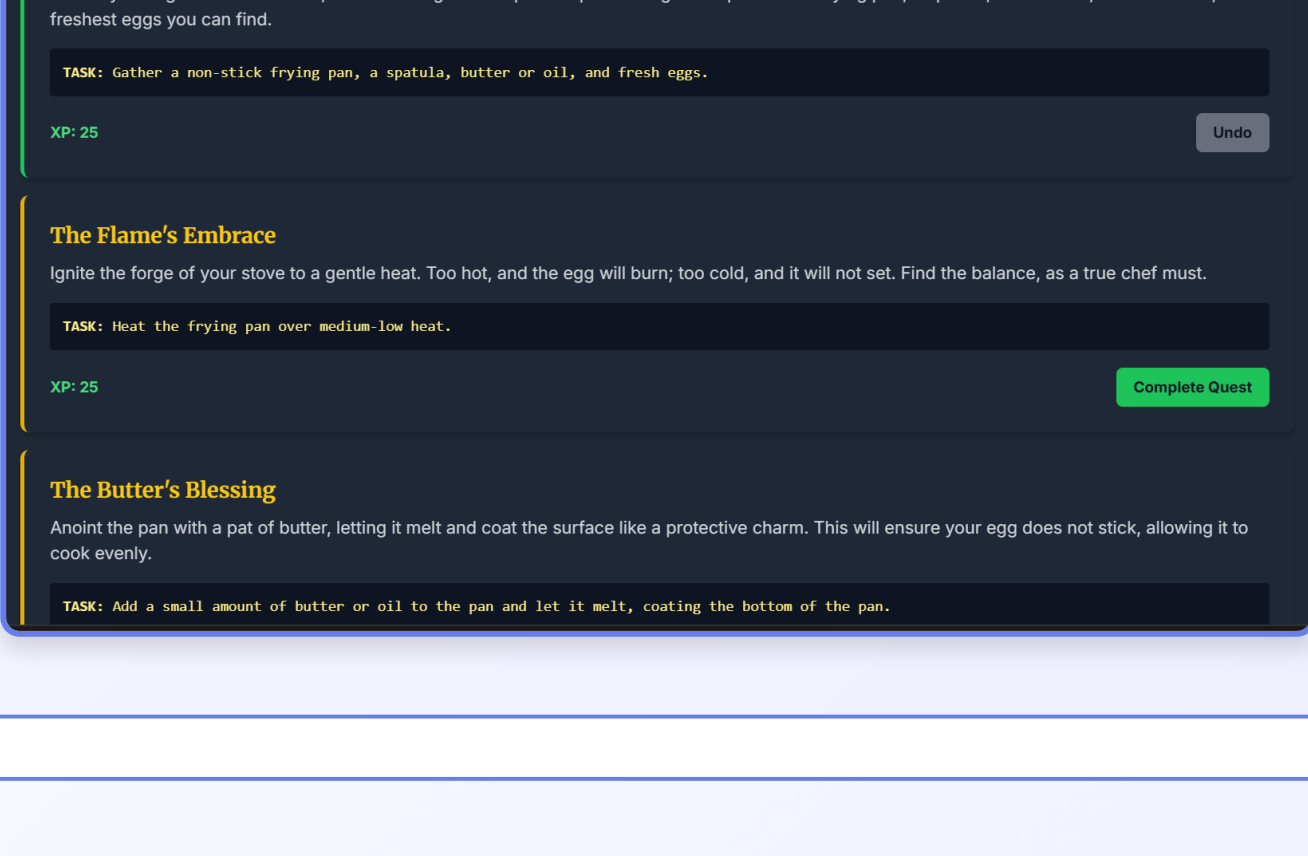 freshest eggs you can find.
TASK: Gather a non-stick frying pan, a spatula, butter or oil, and fresh eggs.
XP: 25
Undo
The Flame's Embrace
Ignite the forge of your stove to a gentle heat. Too hot, and the egg will burn; too cold, and it will not set. Find the balance, as a true chef must.
TASK: Heat the frying pan over medium-low heat.
XP: 25
Complete Quest
The Butter's Blessing
Anoint the pan with a pat of butter, letting it melt and coat the surface like a protective charm. This will ensure your egg does not stick, allowing it to
cook evenly.
TASK: Add a small amount of butter or oil to the pan and let it melt, coating the bottom of the pan.